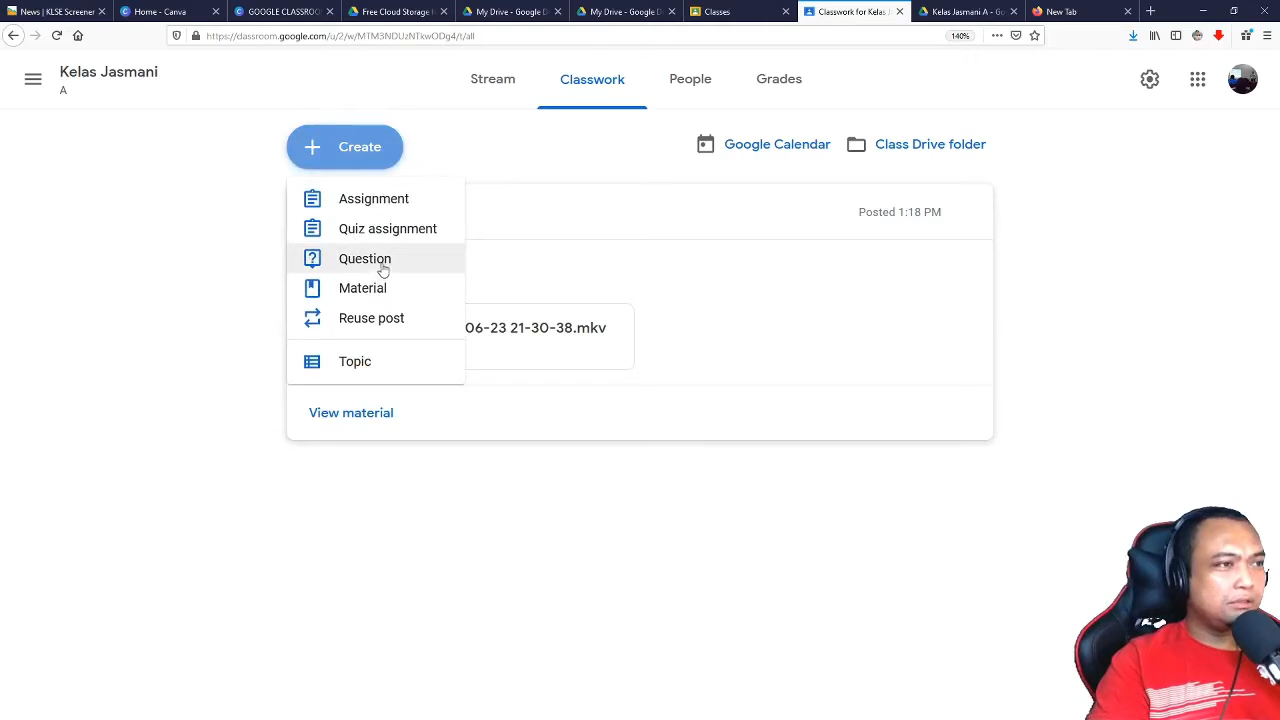 News | KLSE Screener
Home - Canva
GOOGLE CLASSROO
Free Cloud Storage
My Drive - Google D
My Drive - Google D
Classes
Classwork for Kelas J
Kelas Jasmani A - Go
New Tab
https://classroom.google.com/u/2/w/MTM3NDUzNTkwODg4/t/all
140%
Kelas Jasmani
A
Stream
Classwork
People
Grades
Create
Google Calendar
Class Drive folder
Assignment
Quiz assignment
Question
Material
Reuse post
Topic
Posted 1:18 PM
06-23 21-30-38.mkv
View material